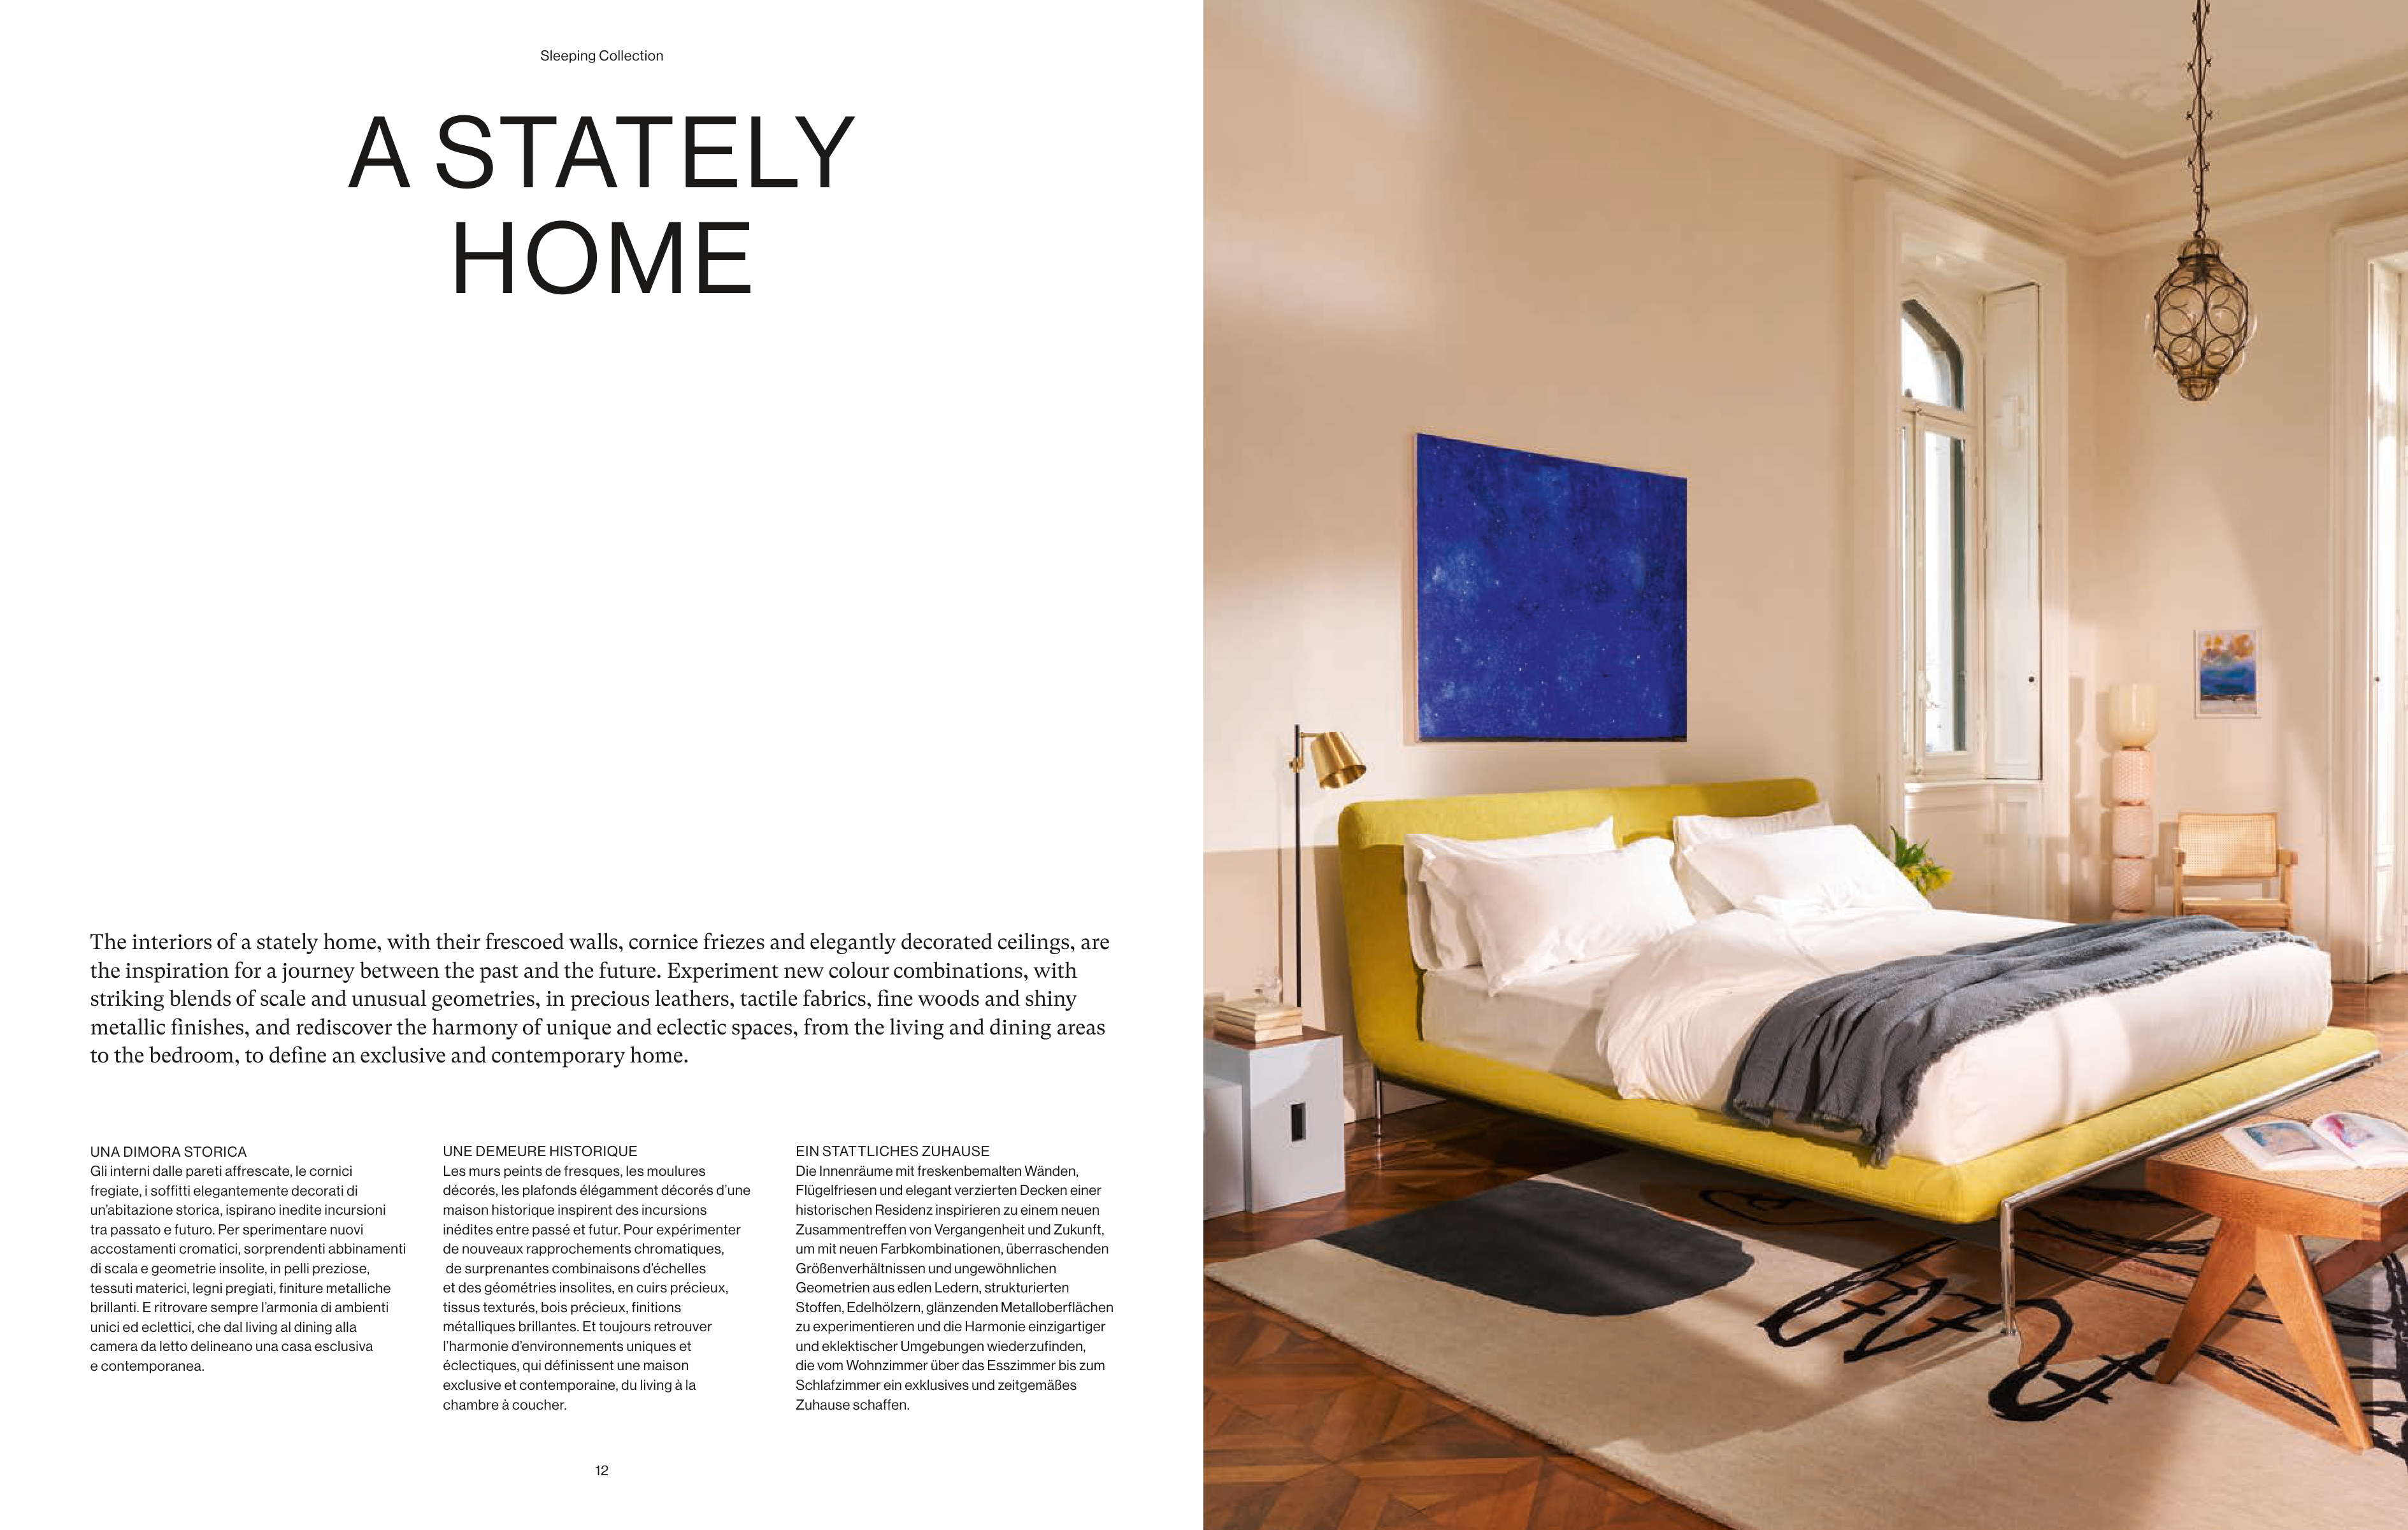 Sleeping Collection
A STATELY
HOME
The interiors of a stately home, with their frescoed walls, cornice friezes and elegantly decorated ceilings, are
the inspiration for a journey between the past and the future. Experiment new colour combinations, with
striking blends of scale and unusual geometries, in precious leathers, tactile fabrics, fine woods and shiny
metallic finishes, and rediscover the harmony of unique and eclectic spaces, from the living and dining areas
to the bedroom, to define an exclusive and contemporary home.
UNA DIMORA STORICA
Gli interni dalle pareti affrescate, le cornici
fregiate, i soffitti elegantemente decorati di
un'abitazione storica, ispirano inedite incursioni
tra passato e futuro. Per sperimentare nuovi
accostamenti cromatici, sorprendenti abbinamenti
di scala e geometrie insolite, in pelli preziose,
tessuti materici, legni pregiati, finiture metalliche
brillanti. E ritrovare sempre l'armonia di ambienti
unici ed eclettici, che dal living al dining alla
camera da letto delineano una casa esclusiva
e contemporanea.
UNE DEMEURE HISTORIQUE
Les murs peints de fresques, les moulures
décorés, les plafonds élégamment décorés d'une
maison historique inspirent des incursions
inédites entre passé et futur. Pour expérimenter
de nouveaux rapprochements chromatiques,
de surprenantes combinaisons d'échelles
et des géométries insolites, en cuirs précieux,
tissus texturés, bois précieux, finitions
métalliques brillantes. Et toujours retrouver
l'harmonie d'environnements uniques et
éclectiques, qui définissent une maison
exclusive et contemporaine, du living à la
chambre à coucher.
EIN STATTLICHES ZUHAUSE
Die Innenräume mit freskenbemalten Wänden,
Flügelfriesen und elegant verzierten Decken einer
historischen Residenz inspirieren zu einem neuen
Zusammentreffen von Vergangenheit und Zukunft,
um mit neuen Farbkombinationen, überraschenden
Größenverhältnissen und ungewöhnlichen
Geometrien aus edlen Ledern, strukturierten
Stoffen, Edelhölzern, glänzenden Metalloberflächen
zu experimentieren und die Harmonie einzigartiger
und eklektischer Umgebungen wiederzufinden,
die vom Wohnzimmer über das Esszimmer bis zum
Schlafzimmer ein exklusives und zeitgemäßes
Zuhause schaffen.
12